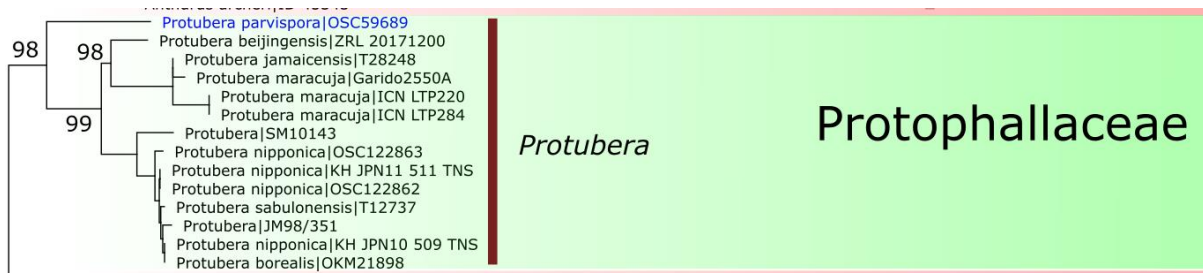 Protubera parvispora|OSC59689
98
98
Protubera beijingensis|ZRL 20171200
Protubera jamaicensis|T28248
Protubera maracuja|Garido2550A
Protubera maracuja|ICN LTP220
Protubera maracuja|ICN LTP284
99
Protubera|SM10143
Protubera
Protophallaceae
Protubera nipponica|OSC122863
Protubera nipponica|KH JPN11 511 TNS
Protubera nipponica|OSC122862
Protubera sabulonensis|T12737
Protubera|JM98/351
Protubera nipponica|KH JPN10 509 TNS
Protubera borealis|OKM21898